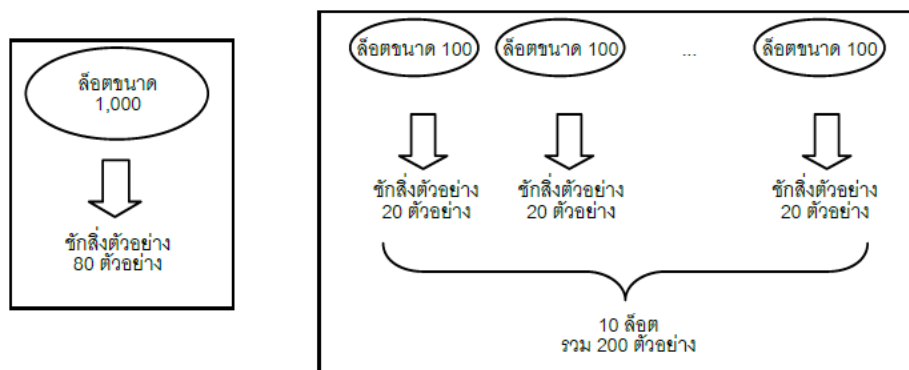 ล็อตขนาด
1,000
ชักสิ่งตัวอย่าง
80 ตัวอย่าง
ล็อตขนาด 100 ล็อตขนาด 100 ... ล็อตขนาด 100
ชักสิ่งตัวอย่าง ชักสิ่งตัวอย่าง ชักสิ่งตัวอย่าง
20 ตัวอย่าง 20 ตัวอย่าง 20 ตัวอย่าง
10 ล็อต
รวม 200 ตัวอย่าง